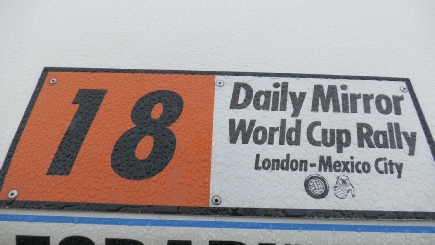 18
Daily Mirror
World Cup Rally
London-Mexico City